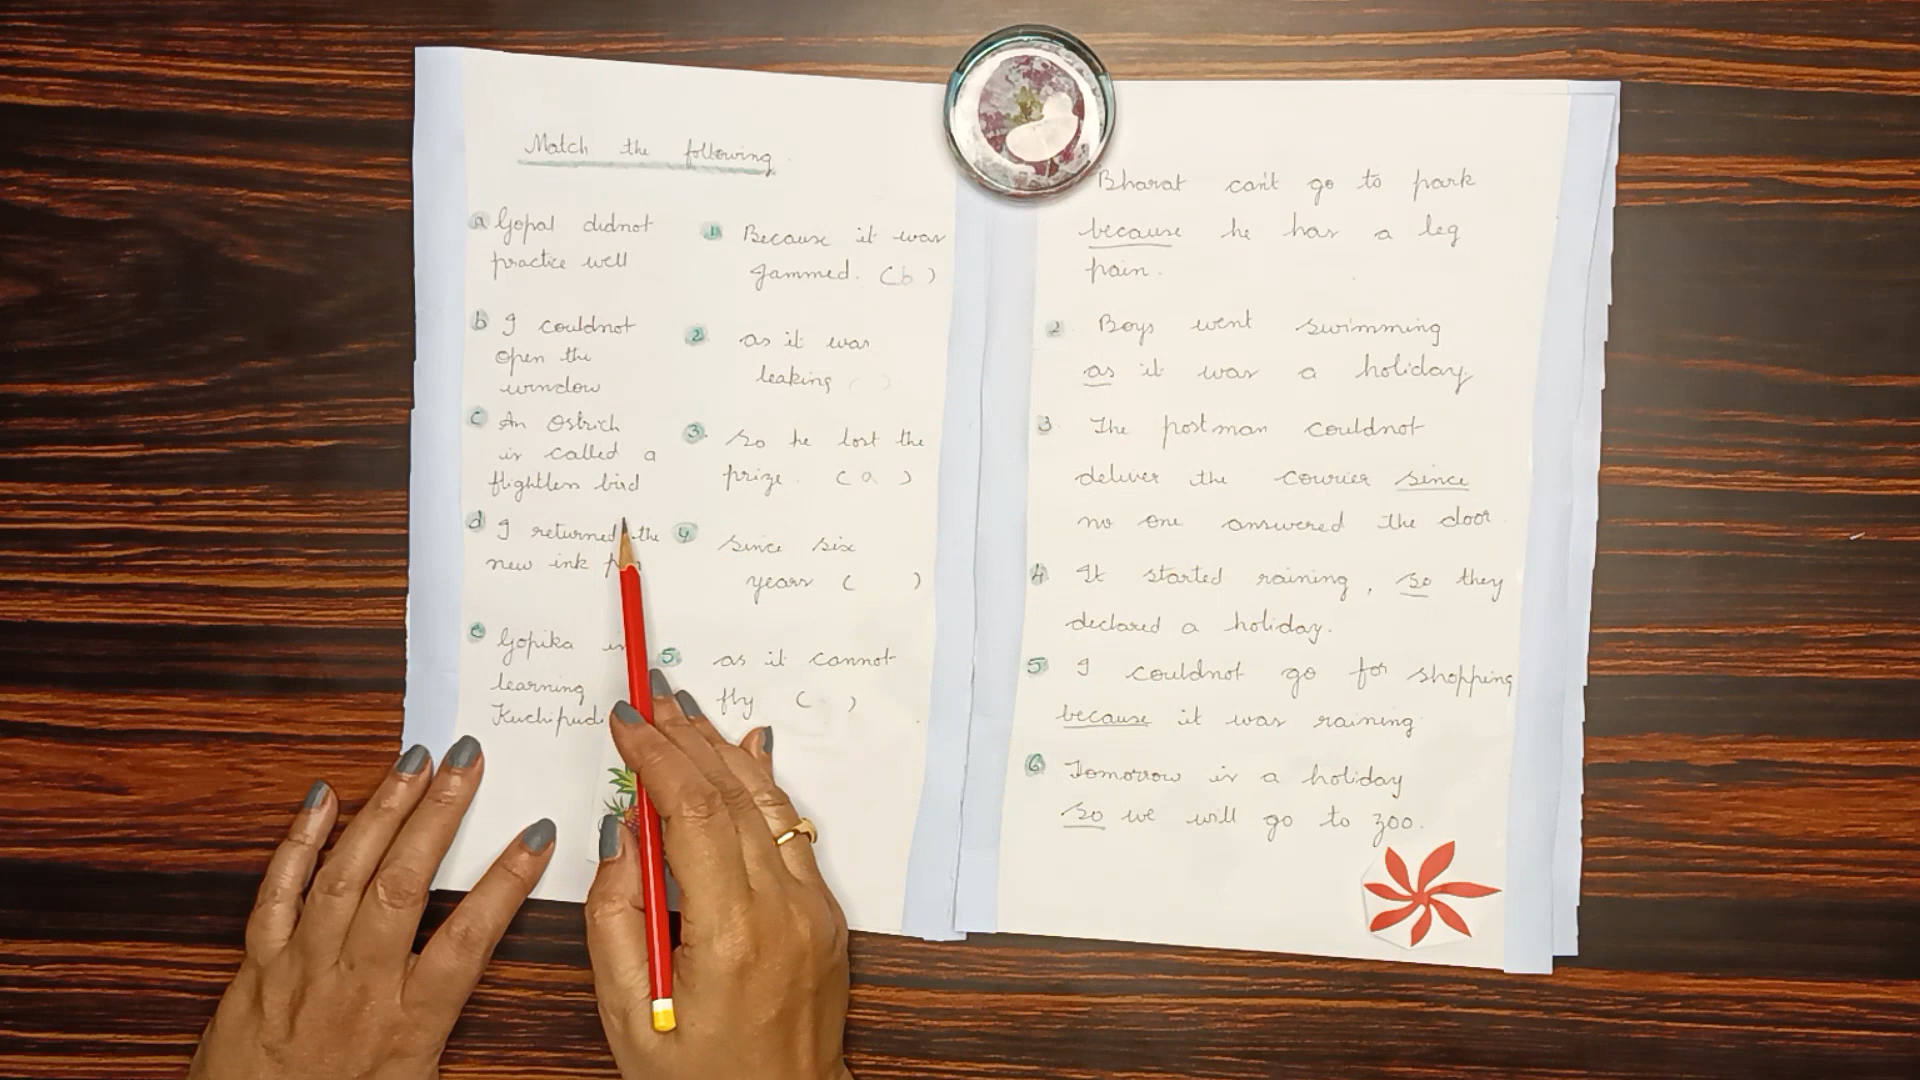 Match the following.
a Gopal didnot
practice well
b I couldnot
open the
window
c An Ostrich
is called a
flightless bird
d I returned the
new ink
e Gopika is
learning
Kuchipudi
1 Because it was
jammed. (b)
2 as it was
leaking ( )
3. so he lost the
prize. (a)
4 since six
years ( )
5 as it cannot
fly ( )
Bharat can't go to park
because he has a leg
pain.
2. Boys went swimming
as it was a holiday.
3. The postman couldnot
deliver the courier since
no one answered the door.
4 It started raining, so they
declared a holiday.
5 I couldnot go for shopping
because it was raining.
6 Tomorrow is a holiday
so we will go to zoo.